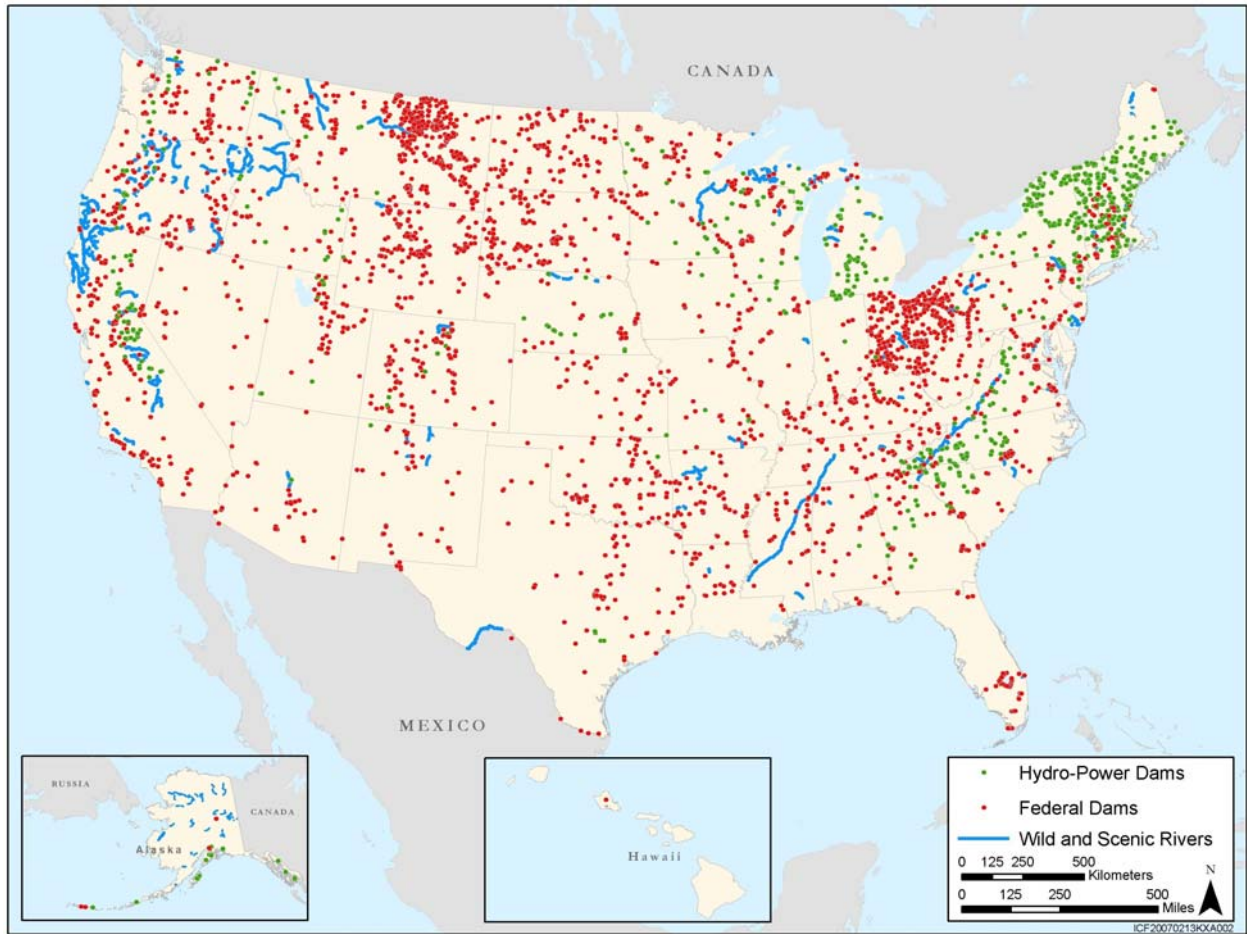 CANADA
MEXICO
RUSSIA
CANADA
Alaska
Hawaii
Hydro-Power Dams
Federal Dams
Wild and Scenic Rivers
0 125 250 500
Kilometers
N
0 125 250 500
Miles
ICF20070213KXA002